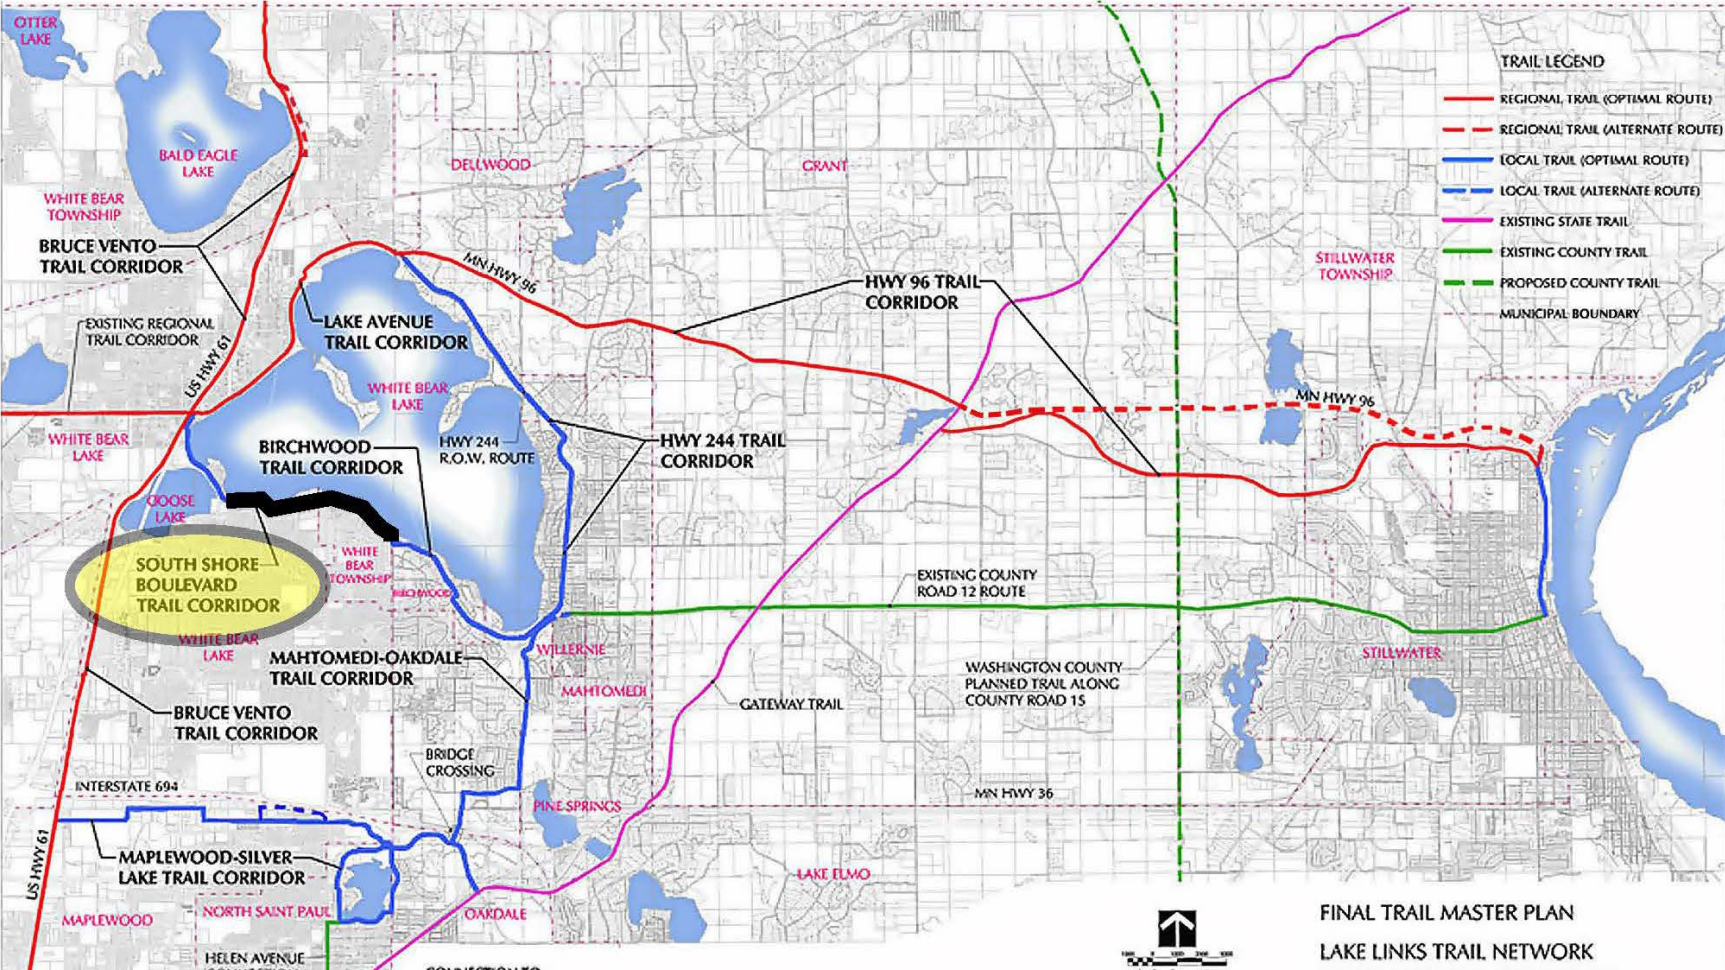 OTTER
LAKE
BALD EAGLE
LAKE
WHITE BEAR
TOWNSHIP
BRUCE VENTO
TRAIL CORRIDOR
EXISTING REGIONAL
TRAIL CORRIDOR
US HWY 61
DELLWOOD
GRANT
MN HWY 96
HWY 96 TRAIL
CORRIDOR
LAKE AVENUE
TRAIL CORRIDOR
WHITE BEAR
LAKE
WHITE BEAR
LAKE
BIRCHWOOD
TRAIL CORRIDOR
HWY 244
R.O.W. ROUTE
HWY 244 TRAIL
CORRIDOR
GOOSE
LAKE
SOUTH SHORE
BOULEVARD
TRAIL CORRIDOR
WHITE
BEAR
TOWNSHIP
BIRCHWOOD
WHITE BEAR
LAKE
EXISTING COUNTY
ROAD 12 ROUTE
MAHTOMEDI-OAKDALE
TRAIL CORRIDOR
WILLERNIE
MAHTOMEDI
BRUCE VENTO
TRAIL CORRIDOR
GATEWAY TRAIL
WASHINGTON COUNTY
PLANNED TRAIL ALONG
COUNTY ROAD 15
STILLWATER
BRIDGE
CROSSING
INTERSTATE 694
PINE SPRINGS
MN HWY 36
US HWY 61
MAPLEWOOD-SILVER
LAKE TRAIL CORRIDOR
LAKE ELMO
MAPLEWOOD
NORTH SAINT PAUL
OAKDALE
HELEN AVENUE
CONNECTION TO
TRAIL LEGEND
REGIONAL TRAIL (OPTIMAL ROUTE)
REGIONAL TRAIL (ALTERNATE ROUTE)
LOCAL TRAIL (OPTIMAL ROUTE)
LOCAL TRAIL (ALTERNATE ROUTE)
EXISTING STATE TRAIL
EXISTING COUNTY TRAIL
PROPOSED COUNTY TRAIL
MUNICIPAL BOUNDARY
STILLWATER
TOWNSHIP
MN HWY 96
FINAL TRAIL MASTER PLAN
LAKE LINKS TRAIL NETWORK